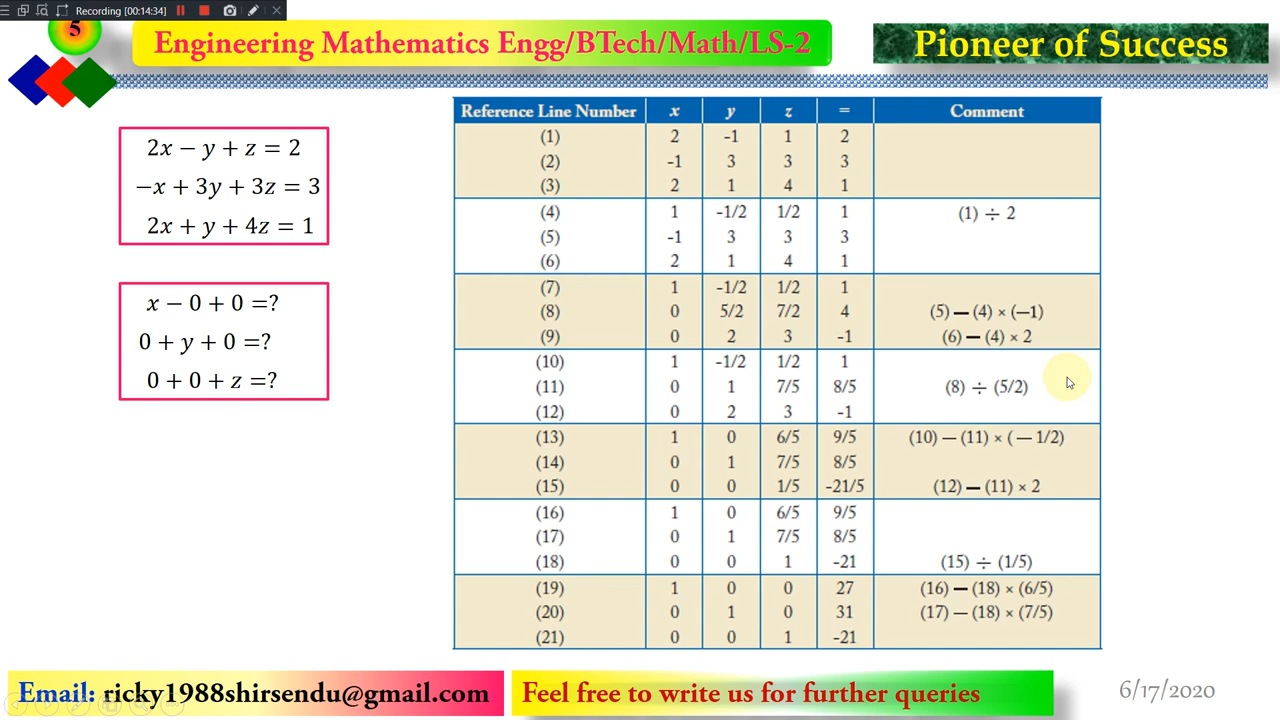 Recording [00:14:34]
5
Engineering Mathematics Engg/BTech/Math/LS-2
Pioneer of Success
2x − y + z = 2
−x + 3y + 3z = 3
2x + y + 4z = 1
x − 0 + 0 =?
0 + y + 0 =?
0 + 0 + z =?
Reference Line Number x y z = Comment
(1) 2 -1 1 2
(2) -1 3 3 3
(3) 2 1 4 1
(4) 1 -1/2 1/2 1 (1) ÷ 2
(5) -1 3 3 3
(6) 2 1 4 1
(7) 1 -1/2 1/2 1
(8) 0 5/2 7/2 4 (5) − (4) × (−1)
(9) 0 2 3 -1 (6) − (4) × 2
(10) 1 -1/2 1/2 1
(11) 0 1 7/5 8/5 (8) ÷ (5/2)
(12) 0 2 3 -1
(13) 1 0 6/5 9/5 (10) − (11) × ( − 1/2)
(14) 0 1 7/5 8/5
(15) 0 0 1/5 -21/5 (12) − (11) × 2
(16) 1 0 6/5 9/5
(17) 0 1 7/5 8/5
(18) 0 0 1 -21 (15) ÷ (1/5)
(19) 1 0 0 27 (16) − (18) × (6/5)
(20) 0 1 0 31 (17) − (18) × (7/5)
(21) 0 0 1 -21
Email: ricky1988shirsendu@gmail.com
Feel free to write us for further queries
6/17/2020